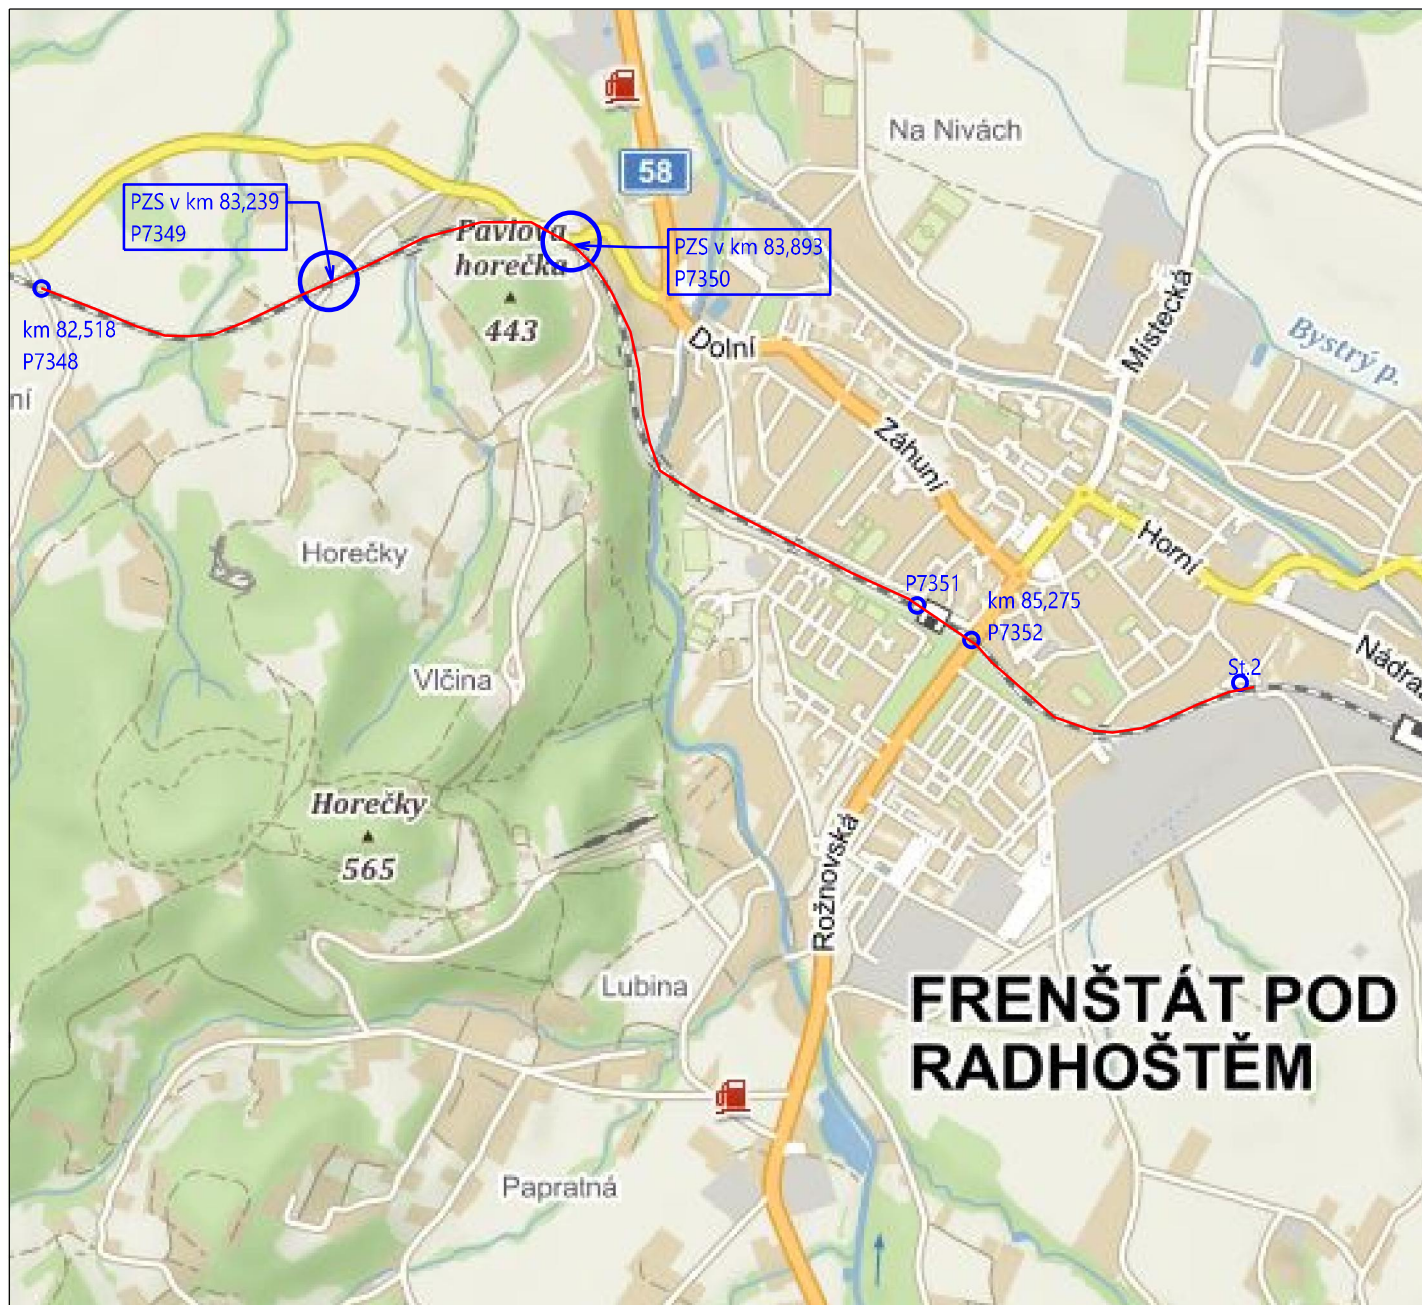 Na Nivách
58
PZS v km 83,239
P7349
Pavlova
horečka
443
PZS v km 83,893
P7350
km 82,518
P7348
ní
Dolní
Místecká
Bystrý p.
Záhuní
Horní
Horečky
P7351
km 85,275
P7352
St.2
Nádra
Vlčina
Horečky
565
Rožnovská
Lubina
FRENŠTÁT POD
RADHOŠTĚM
Papratná